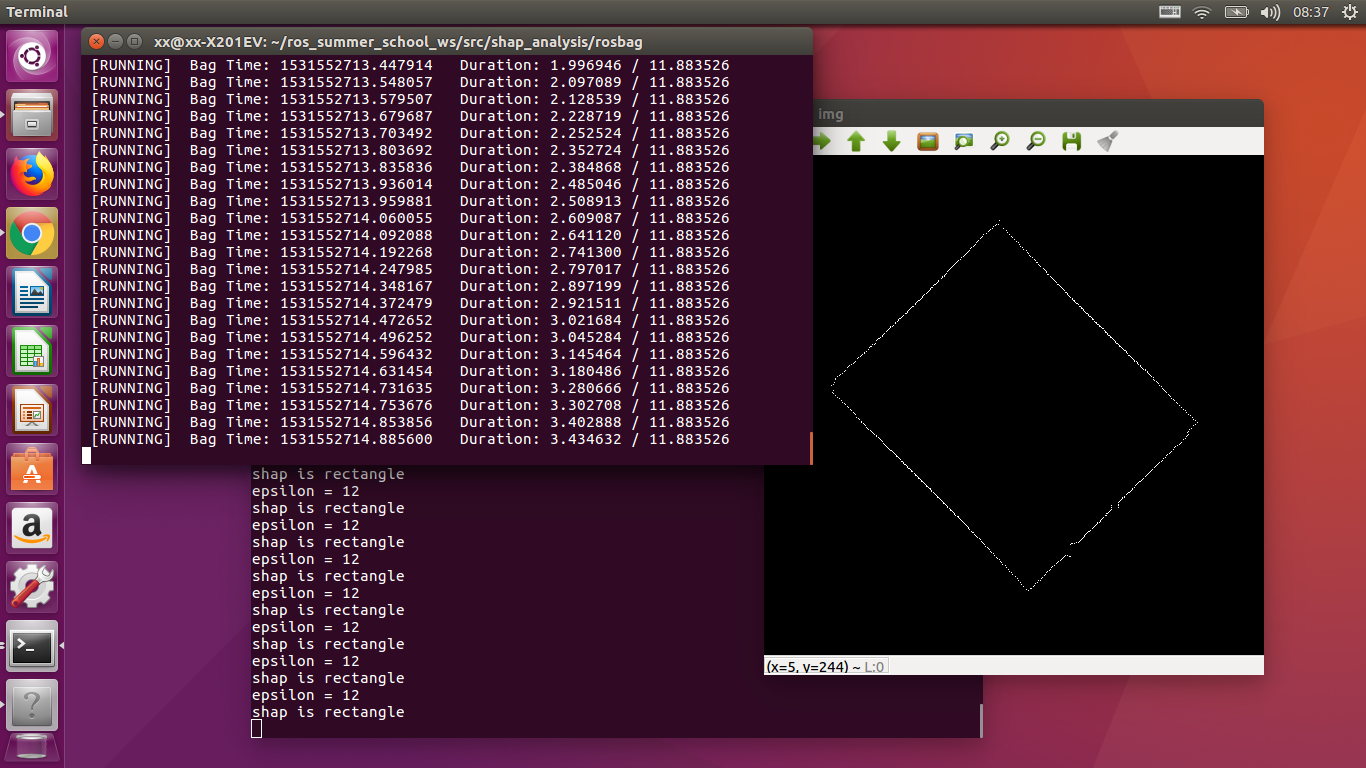 Terminal
08:37
xx@xx-X201EV: ~/ros_summer_school_ws/src/shap_analysis/rosbag
[RUNNING]  Bag Time: 1531552713.447914   Duration: 1.996946 / 11.883526
[RUNNING]  Bag Time: 1531552713.548057   Duration: 2.097089 / 11.883526
[RUNNING]  Bag Time: 1531552713.579507   Duration: 2.128539 / 11.883526
[RUNNING]  Bag Time: 1531552713.679687   Duration: 2.228719 / 11.883526
[RUNNING]  Bag Time: 1531552713.703492   Duration: 2.252524 / 11.883526
[RUNNING]  Bag Time: 1531552713.803692   Duration: 2.352724 / 11.883526
[RUNNING]  Bag Time: 1531552713.835836   Duration: 2.384868 / 11.883526
[RUNNING]  Bag Time: 1531552713.936014   Duration: 2.485046 / 11.883526
[RUNNING]  Bag Time: 1531552713.959881   Duration: 2.508913 / 11.883526
[RUNNING]  Bag Time: 1531552714.060055   Duration: 2.609087 / 11.883526
[RUNNING]  Bag Time: 1531552714.092088   Duration: 2.641120 / 11.883526
[RUNNING]  Bag Time: 1531552714.192268   Duration: 2.741300 / 11.883526
[RUNNING]  Bag Time: 1531552714.247985   Duration: 2.797017 / 11.883526
[RUNNING]  Bag Time: 1531552714.348167   Duration: 2.897199 / 11.883526
[RUNNING]  Bag Time: 1531552714.372479   Duration: 2.921511 / 11.883526
[RUNNING]  Bag Time: 1531552714.472652   Duration: 3.021684 / 11.883526
[RUNNING]  Bag Time: 1531552714.496252   Duration: 3.045284 / 11.883526
[RUNNING]  Bag Time: 1531552714.596432   Duration: 3.145464 / 11.883526
[RUNNING]  Bag Time: 1531552714.631454   Duration: 3.180486 / 11.883526
[RUNNING]  Bag Time: 1531552714.731635   Duration: 3.280666 / 11.883526
[RUNNING]  Bag Time: 1531552714.753676   Duration: 3.302708 / 11.883526
[RUNNING]  Bag Time: 1531552714.853856   Duration: 3.402888 / 11.883526
[RUNNING]  Bag Time: 1531552714.885600   Duration: 3.434632 / 11.883526
shap is rectangle
epsilon = 12
shap is rectangle
epsilon = 12
shap is rectangle
epsilon = 12
shap is rectangle
epsilon = 12
shap is rectangle
epsilon = 12
shap is rectangle
epsilon = 12
shap is rectangle
epsilon = 12
shap is rectangle
img
(x=5, y=244) ~ L:0